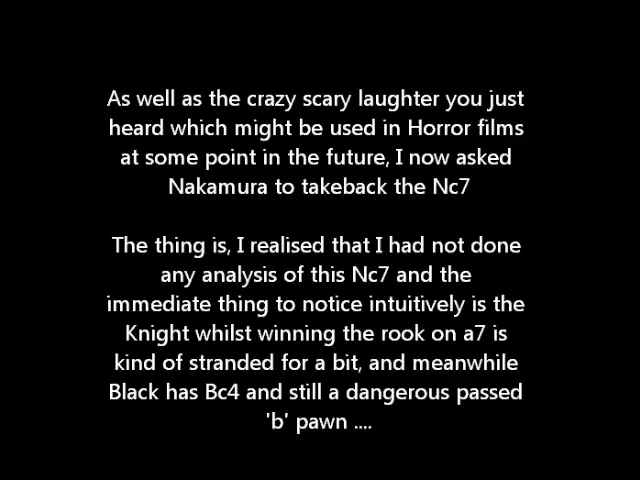 As well as the crazy scary laughter you just
heard which might be used in Horror films
at some point in the future, I now asked
Nakamura to takeback the Nc7
The thing is, I realised that I had not done
any analysis of this Nc7 and the
immediate thing to notice intuitively is the
Knight whilst winning the rook on a7 is
kind of stranded for a bit, and meanwhile
Black has Bc4 and still a dangerous passed
'b' pawn ....